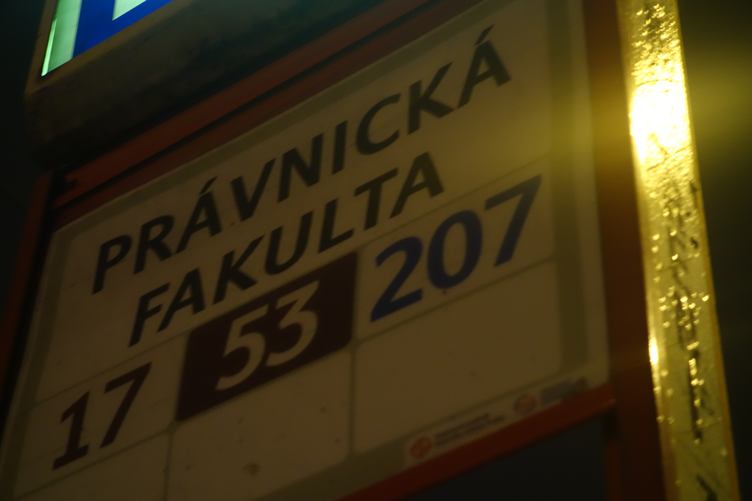 PRÁVNICKÁ
FAKULTA
17 53 207